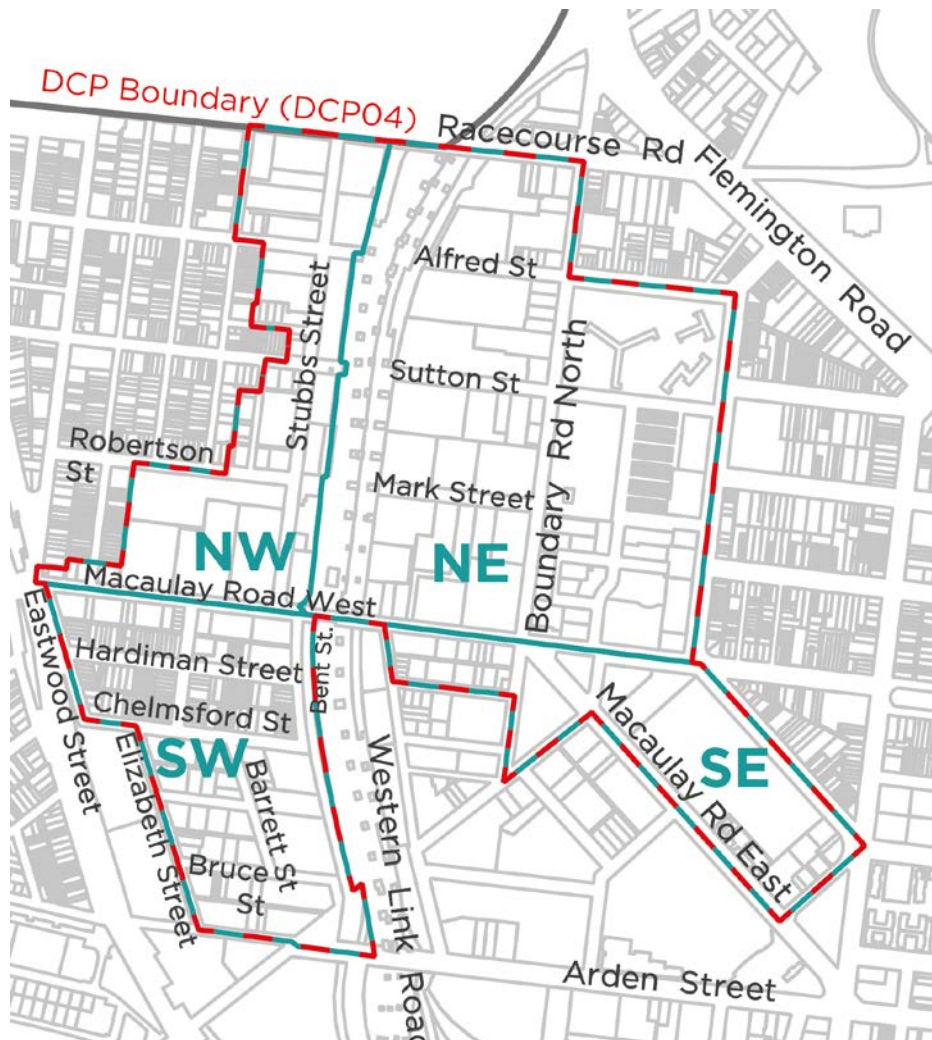 DCP Boundary (DCP04)
Racecourse Rd
Flemington Road
Alfred St
Stubbs Street
Sutton St
Boundary Rd North
Robertson
St
Mark Street
NW
NE
Macaulay Road West
Eastwood Street
Hardiman Street
Bent St.
Chelmsford St
Macaulay Rd East
SW
SE
Elizabeth Street
Barrett St
Western Link Road
Bruce
St
Arden Street